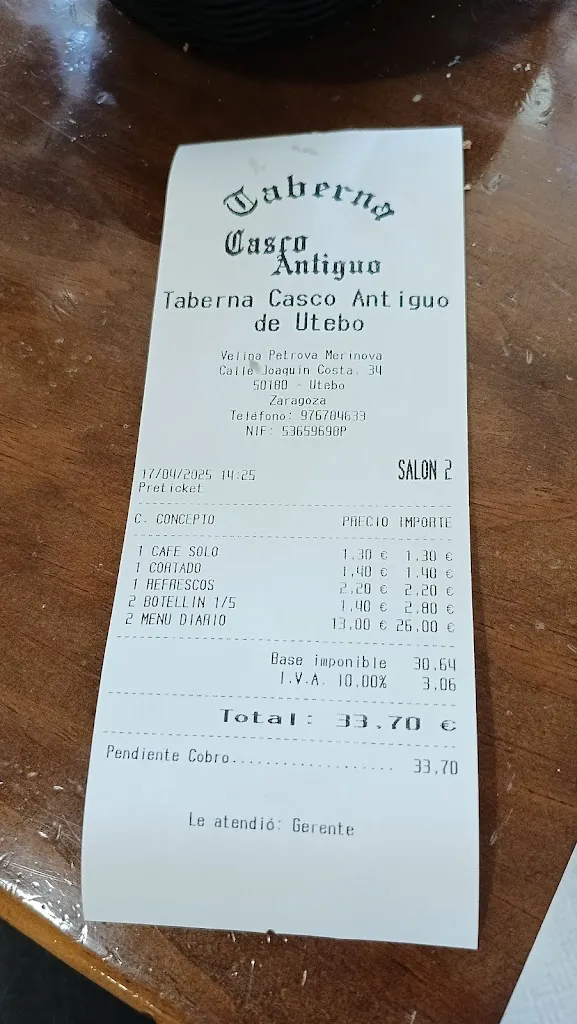 Taberna
Casco
Antiguo
Taberna Casco Antiguo
de Utebo
Velina Petrova Merinova
Calle Joaquin Costa, 34
50180 - Utebo
Zaragoza
Teléfono: 976784633
NIF: 53659698P
17/04/2025 14:25 SALON 2
Preticket
C. CONCEPTO PRECIO IMPORTE
1 CAFE SOLO 1,30 € 1,30 €
1 CORTADO 1,40 € 1,40 €
1 REFRESCOS 2,20 € 2,20 €
2 BOTELLIN 1/5 1,40 € 2,80 €
2 MENU DIARIO 13,00 € 26,00 €
Base imponible 30,64
I.V.A. 10,00% 3,06
Total: 33,70 €
Pendiente Cobro................... 33,70
Le atendió: Gerente